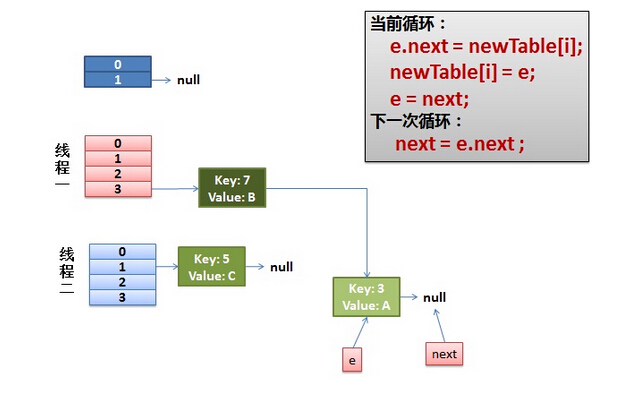 当前循环：
e.next = newTable[i];
newTable[i] = e;
e = next;
下一次循环：
next = e.next ;
0
1
null
线程一
0
1
2
3
Key: 7
Value: B
线程二
0
1
2
3
Key: 5
Value: C
null
Key: 3
Value: A
null
e
next